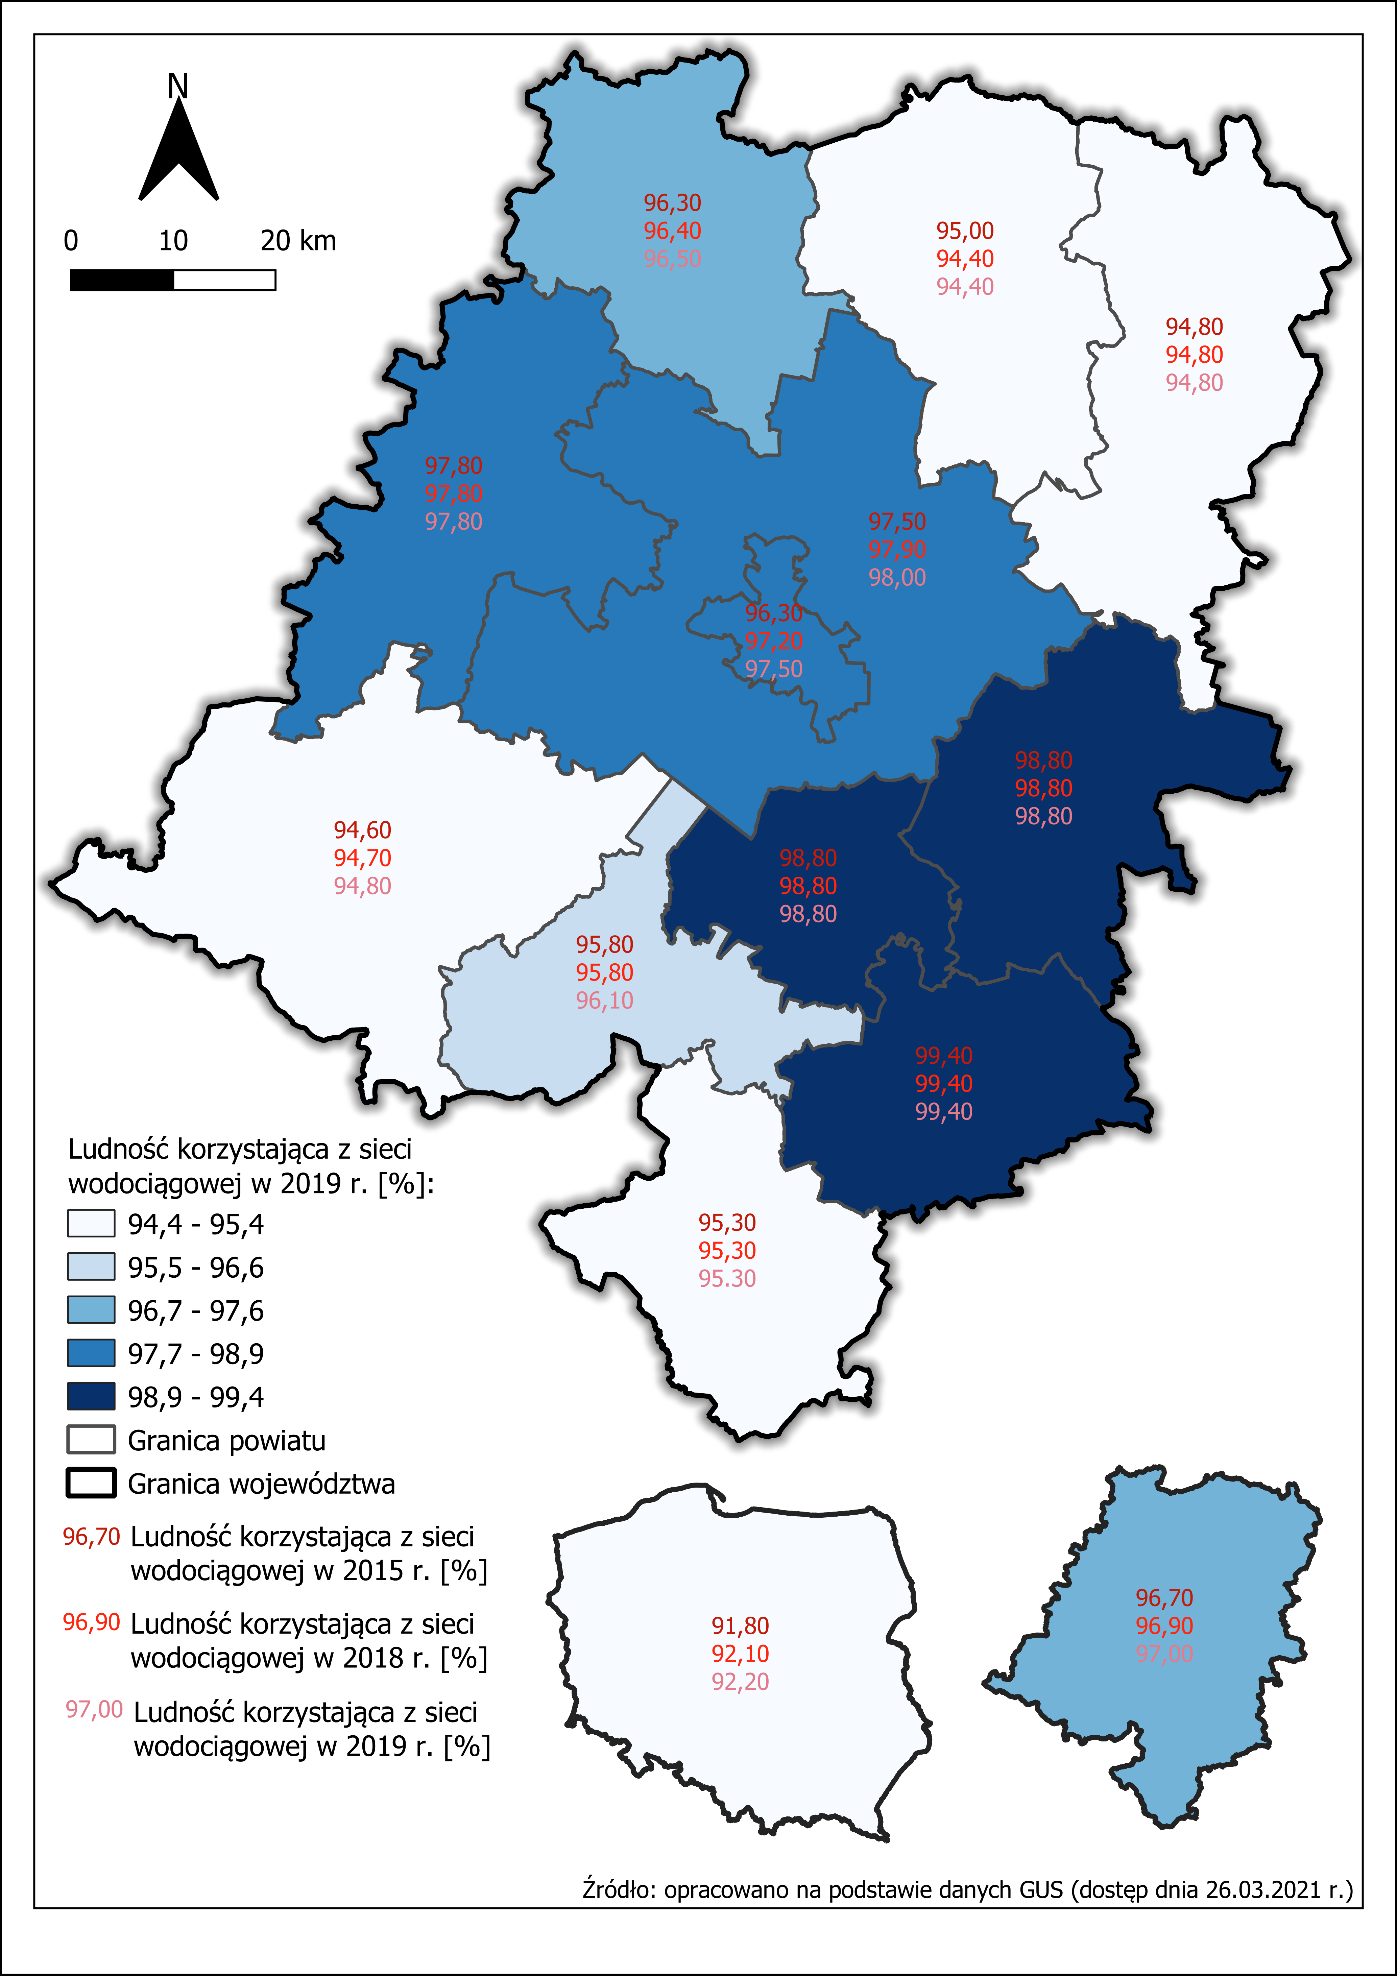 N
0 10 20 km
96,30
96,40
96,50
95,00
94,40
94,40
94,80
94,80
94,80
97,80
97,80
97,80
97,50
97,90
98,00
96,30
97,20
97,50
98,80
98,80
98,80
94,60
94,70
94,80
98,80
98,80
98,80
95,80
95,80
96,10
99,40
99,40
99,40
95,30
95,30
95.30
Ludność korzystająca z sieci
wodociągowej w 2019 r. [%]:
94,4 - 95,4
95,5 - 96,6
96,7 - 97,6
97,7 - 98,9
98,9 - 99,4
Granica powiatu
Granica województwa
96,70 Ludność korzystająca z sieci
wodociągowej w 2015 r. [%]
96,90 Ludność korzystająca z sieci
wodociągowej w 2018 r. [%]
97,00 Ludność korzystająca z sieci
wodociągowej w 2019 r. [%]
91,80
92,10
92,20
96,70
96,90
97,00
Źródło: opracowano na podstawie danych GUS (dostęp dnia 26.03.2021 r.)